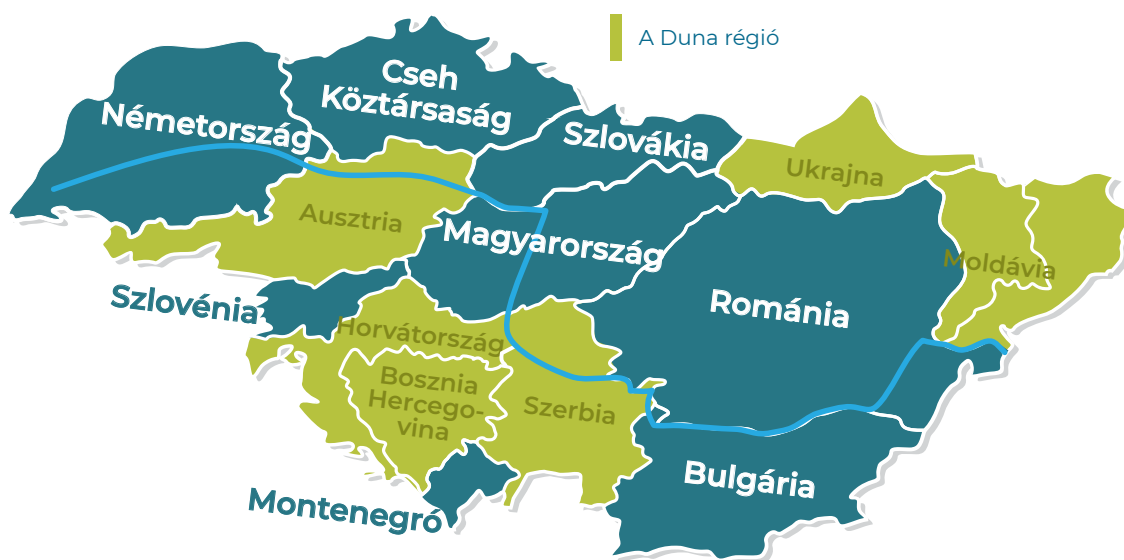 A Duna régió
Cseh
Köztársaság
Németország
Szlovákia
Ukrajna
Ausztria
Magyarország
Moldávia
Szlovénia
Románia
Horvátország
Bosznia
Hercego-
vina
Szerbia
Bulgária
Montenegró